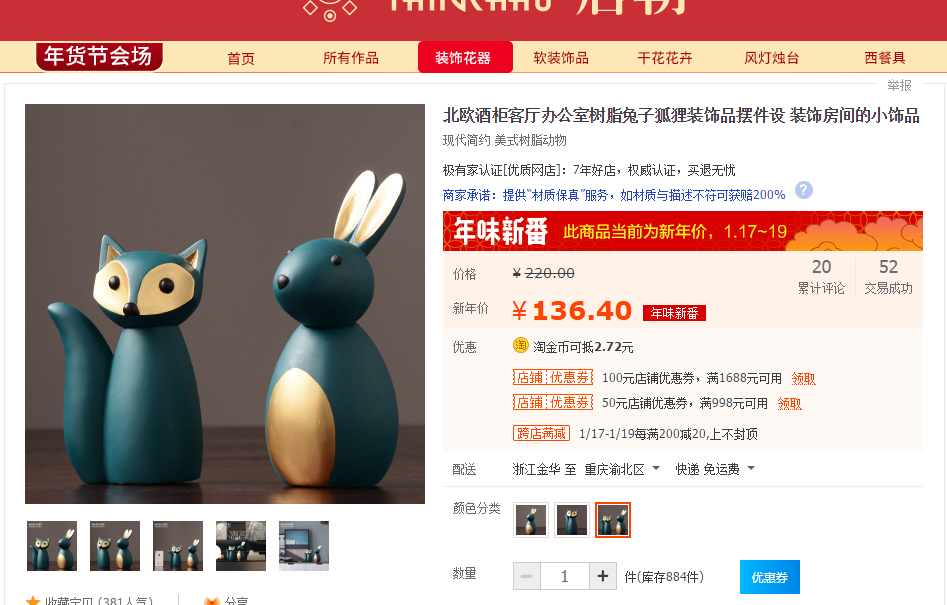 年货节会场
首页
所有作品
装饰花器
软装饰品
干花花卉
风灯烛台
西餐具
举报
北欧酒柜客厅办公室树脂兔子狐狸装饰品摆件设 装饰房间的小饰品
现代简约 美式树脂动物
极有家认证[优质网店]：7年好店，权威认证，买退无忧
商家承诺：提供“材质保真”服务，如材质与描述不符可获赔200% ?
年味新番 此商品当前为新年价，1.17~19
价格 ¥ 220.00
20
累计评论
52
交易成功
新年价 ¥ 136.40 年味新番
优惠 淘 淘金币可抵2.72元
店铺 优惠券 100元店铺优惠券，满1688元可用 领取
店铺 优惠券 50元店铺优惠券，满998元可用 领取
跨店满减 1/17-1/19每满200减20,上不封顶
配送 浙江金华 至 重庆渝北区 快递 免运费
颜色分类
数量 − 1 + 件(库存884件) 优惠券
收藏宝贝 (381人气) 分享